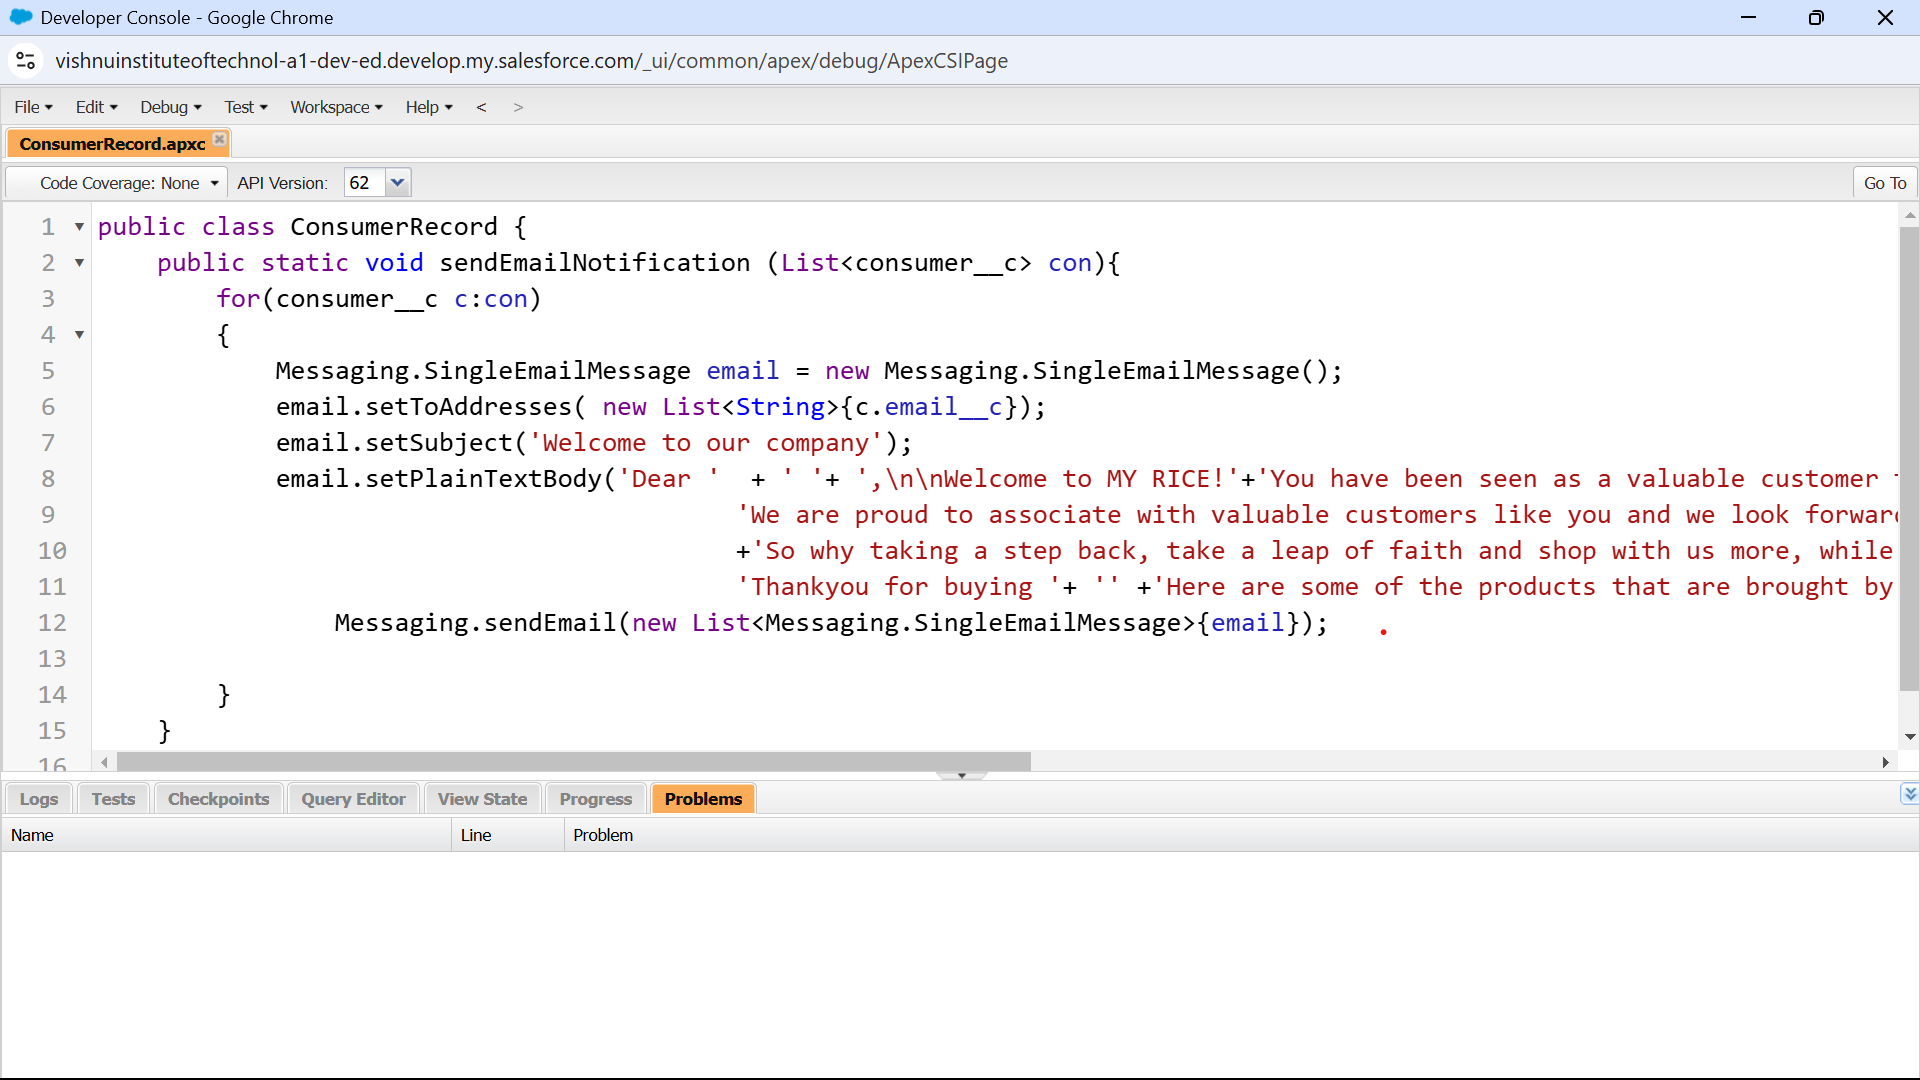 Developer Console - Google Chrome
vishnuinstituteoftechnol-a1-dev-ed.develop.my.salesforce.com/_ui/common/apex/debug/ApexCSIPage
File Edit Debug Test Workspace Help < >
ConsumerRecord.apxc
Code Coverage: None API Version: 62 Go To
1 public class ConsumerRecord {
2 public static void sendEmailNotification (List<consumer__c> con){
3 for(consumer__c c:con)
4 {
5 Messaging.SingleEmailMessage email = new Messaging.SingleEmailMessage();
6 email.setToAddresses( new List<String>{c.email__c});
7 email.setSubject('Welcome to our company');
8 email.setPlainTextBody('Dear ' + ' '+ ',\n\nWelcome to MY RICE!'+'You have been seen as a valuable customer
9 'We are proud to associate with valuable customers like you and we look forward
10 +'So why taking a step back, take a leap of faith and shop with us more, while
11 'Thankyou for buying '+ '' +'Here are some of the products that are brought by
12 Messaging.sendEmail(new List<Messaging.SingleEmailMessage>{email});
13
14 }
15 }
16
Logs Tests Checkpoints Query Editor View State Progress Problems
Name Line Problem